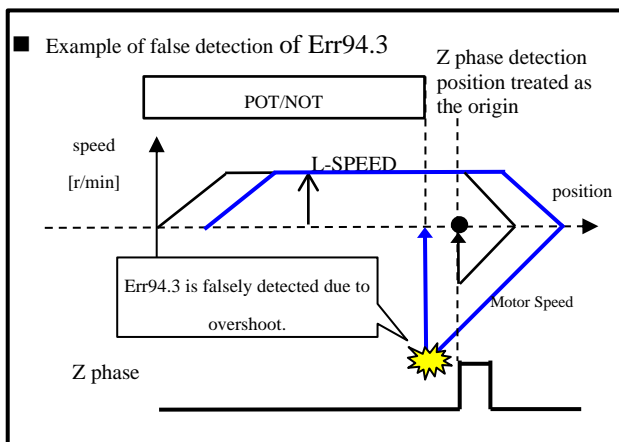 ■ Example of false detection of Err94.3
Z phase detection
position treated as
the origin
POT/NOT
speed
[r/min]
L-SPEED
position
Err94.3 is falsely detected due to
overshoot.
Motor Speed
Z phase